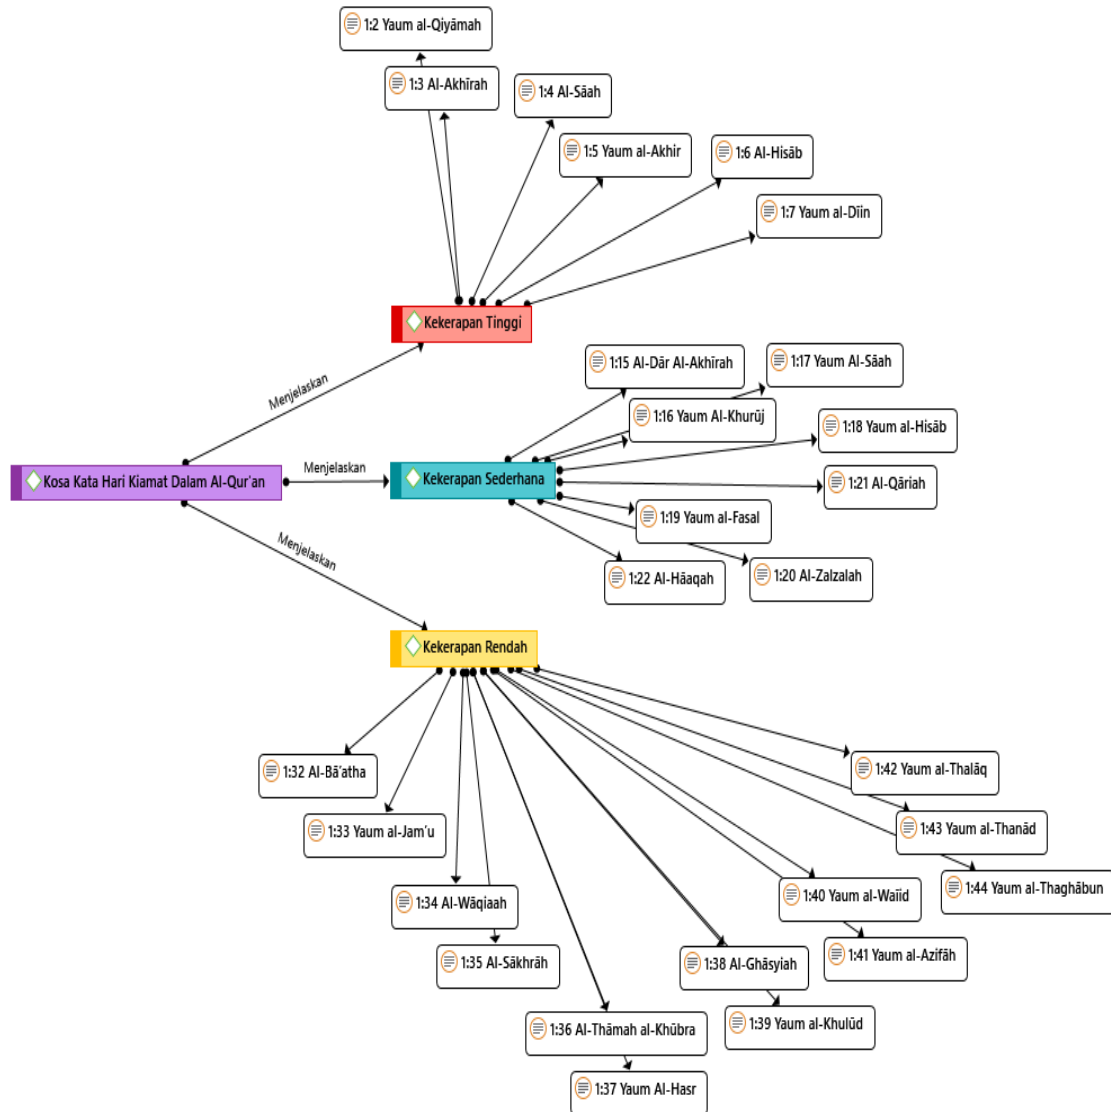 1:2 Yaum al-Qiyāmah
1:3 Al-Akhīrah
1:4 Al-Sāah
1:5 Yaum al-Akhir
1:6 Al-Hisāb
1:7 Yaum al-Dīin
Kekerapan Tinggi
Menjelaskan
1:15 Al-Dār Al-Akhīrah
1:17 Yaum Al-Sāah
1:16 Yaum Al-Khurūj
1:18 Yaum al-Hisāb
Kosa Kata Hari Kiamat Dalam Al-Qur'an
Menjelaskan
Kekerapan Sederhana
1:21 Al-Qāriah
1:19 Yaum al-Fasal
1:22 Al-Hāaqah
1:20 Al-Zalzalah
Menjelaskan
Kekerapan Rendah
1:32 Al-Bā'atha
1:33 Yaum al-Jam'u
1:34 Al-Wāqiaah
1:35 Al-Sākhrāh
1:36 Al-Thāmah al-Khūbra
1:37 Yaum Al-Hasr
1:38 Al-Ghāsyiah
1:39 Yaum al-Khulūd
1:40 Yaum al-Waīid
1:41 Yaum al-Azifāh
1:42 Yaum al-Thalāq
1:43 Yaum al-Thanād
1:44 Yaum al-Thaghābun